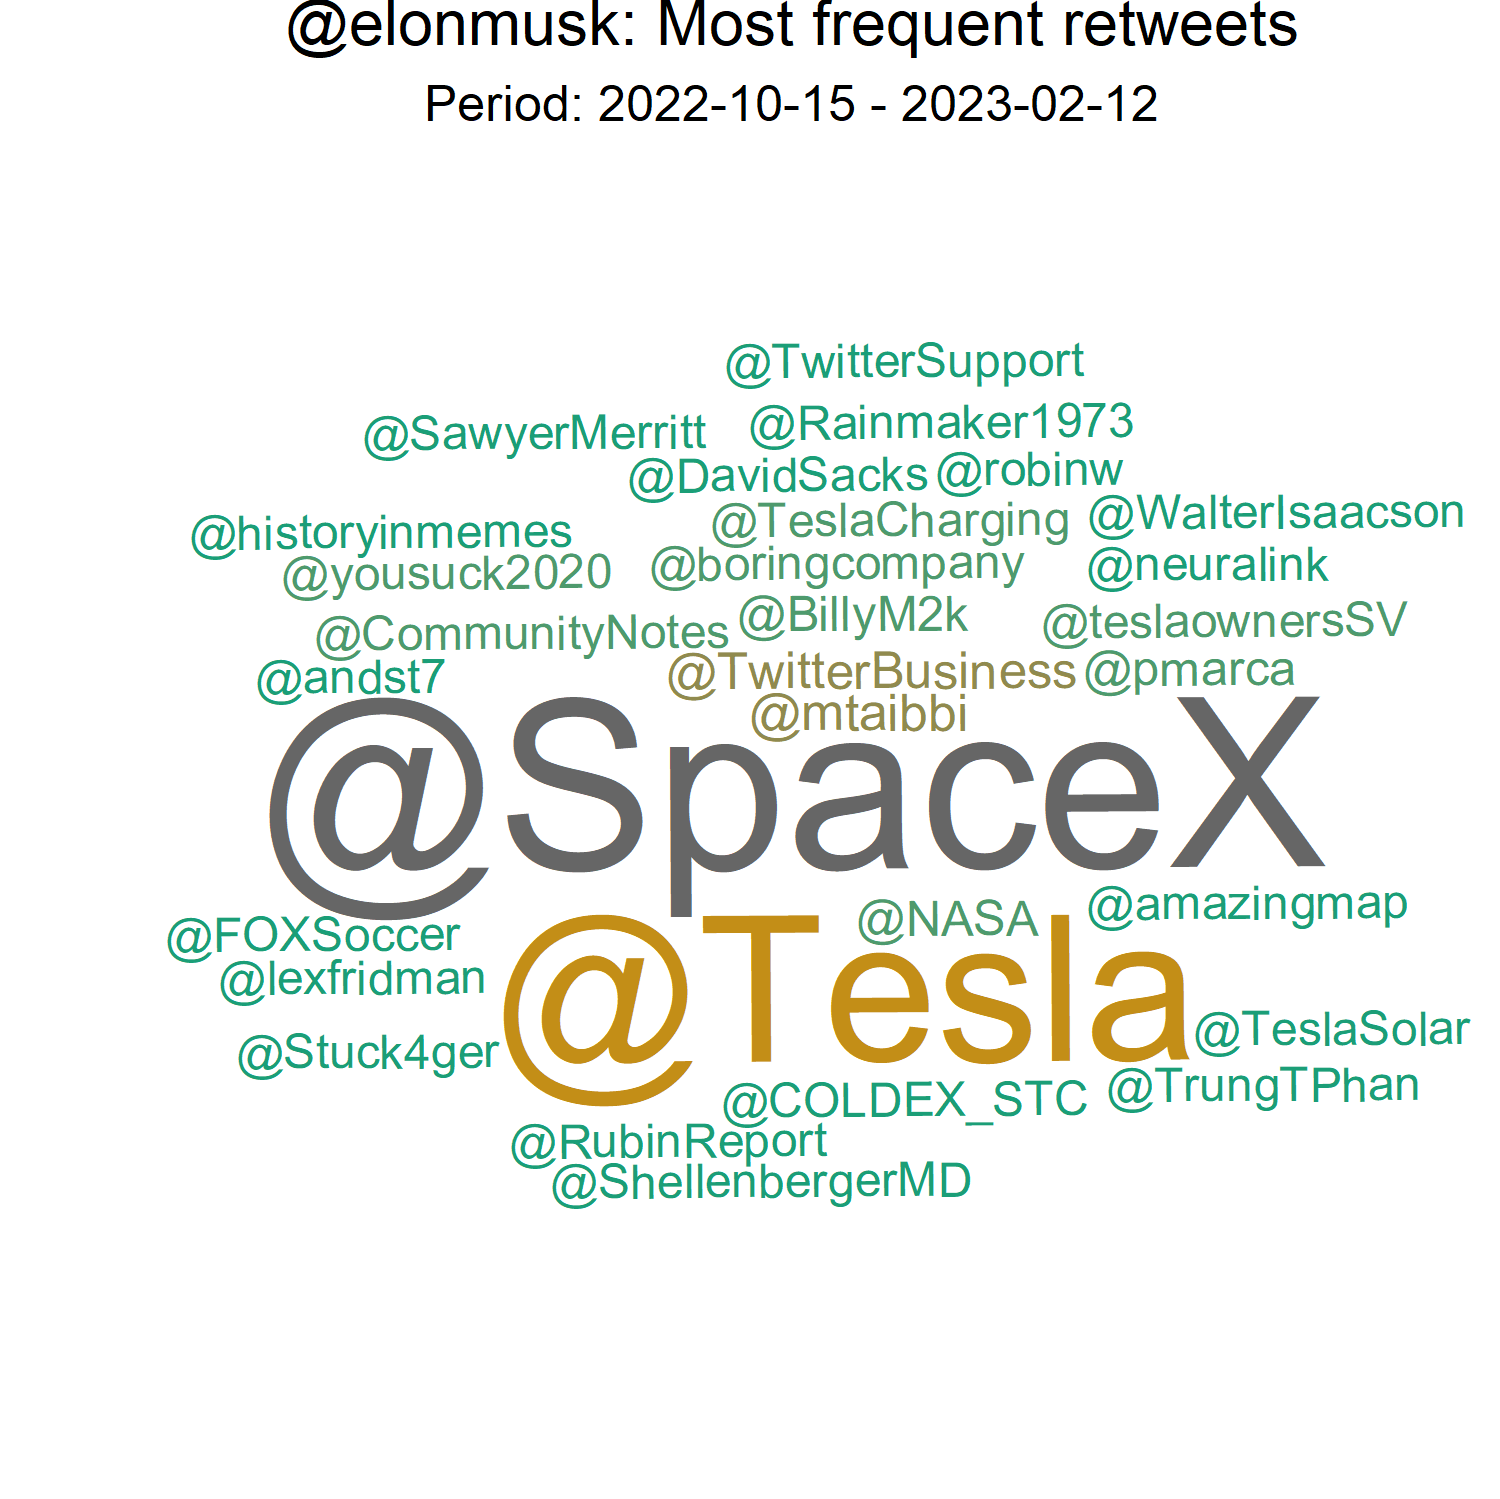 @elonmusk: Most frequent retweets
Period: 2022-10-15 - 2023-02-12
@TwitterSupport
@SawyerMerritt
@Rainmaker1973
@DavidSacks
@robinw
@TeslaCharging
@WalterIsaacson
@historyinmemes
@yousuck2020
@boringcompany
@neuralink
@BillyM2k
@teslaownersSV
@CommunityNotes
@andst7
@TwitterBusiness
@pmarca
@mtaibbi
@SpaceX
@FOXSoccer
@NASA
@amazingmap
@lexfridman
@Tesla
@Stuck4ger
@TeslaSolar
@COLDEX_STC
@TrungTPhan
@RubinReport
@ShellenbergerMD